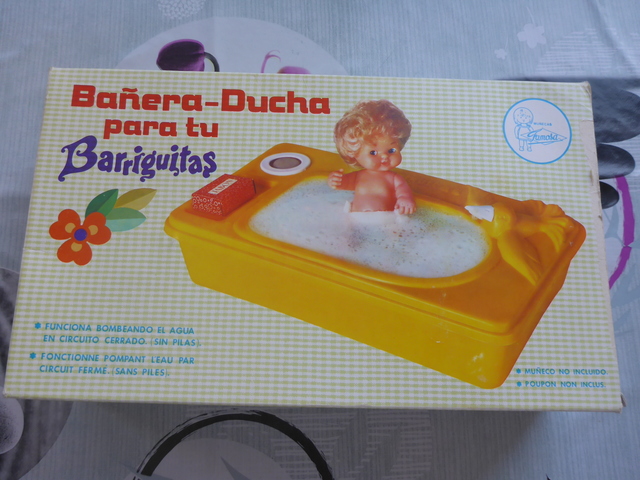 Bañera-Ducha
para tu
Barriguitas
Famosa
FUNCIONA BOMBEANDO EL AGUA
EN CIRCUITO CERRADO. (SIN PILAS).
FONCTIONNE POMPANT L'EAU PAR
CIRCUIT FERMÉ. (SANS PILES).
MUÑECO NO INCLUIDO.
POUPON NON INCLUS.